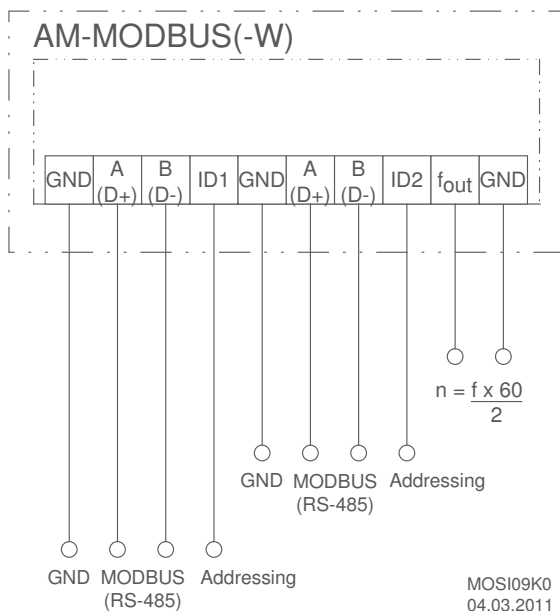 AM-MODBUS(-W)
GND A (D+) B (D-) ID1 GND A (D+) B (D-) ID2 fout GND
n = f x 60
2
GND MODBUS Addressing
(RS-485)
GND MODBUS Addressing
(RS-485)
MOSI09K0
04.03.2011